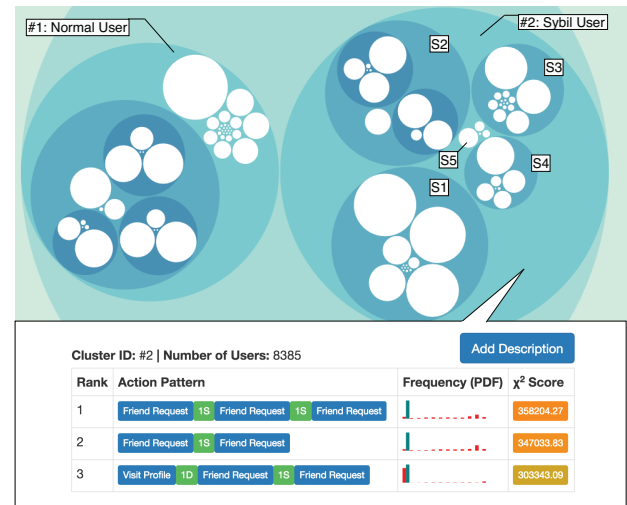 #1: Normal User
#2: Sybil User
S2
S3
S5
S4
S1
Cluster ID: #2 | Number of Users: 8385
Add Description
Rank Action Pattern Frequency (PDF) χ² Score
1 Friend Request 1S Friend Request 1S Friend Request 358204.27
2 Friend Request 1S Friend Request 347033.83
3 Visit Profile 1D Friend Request 1S Friend Request 303343.09